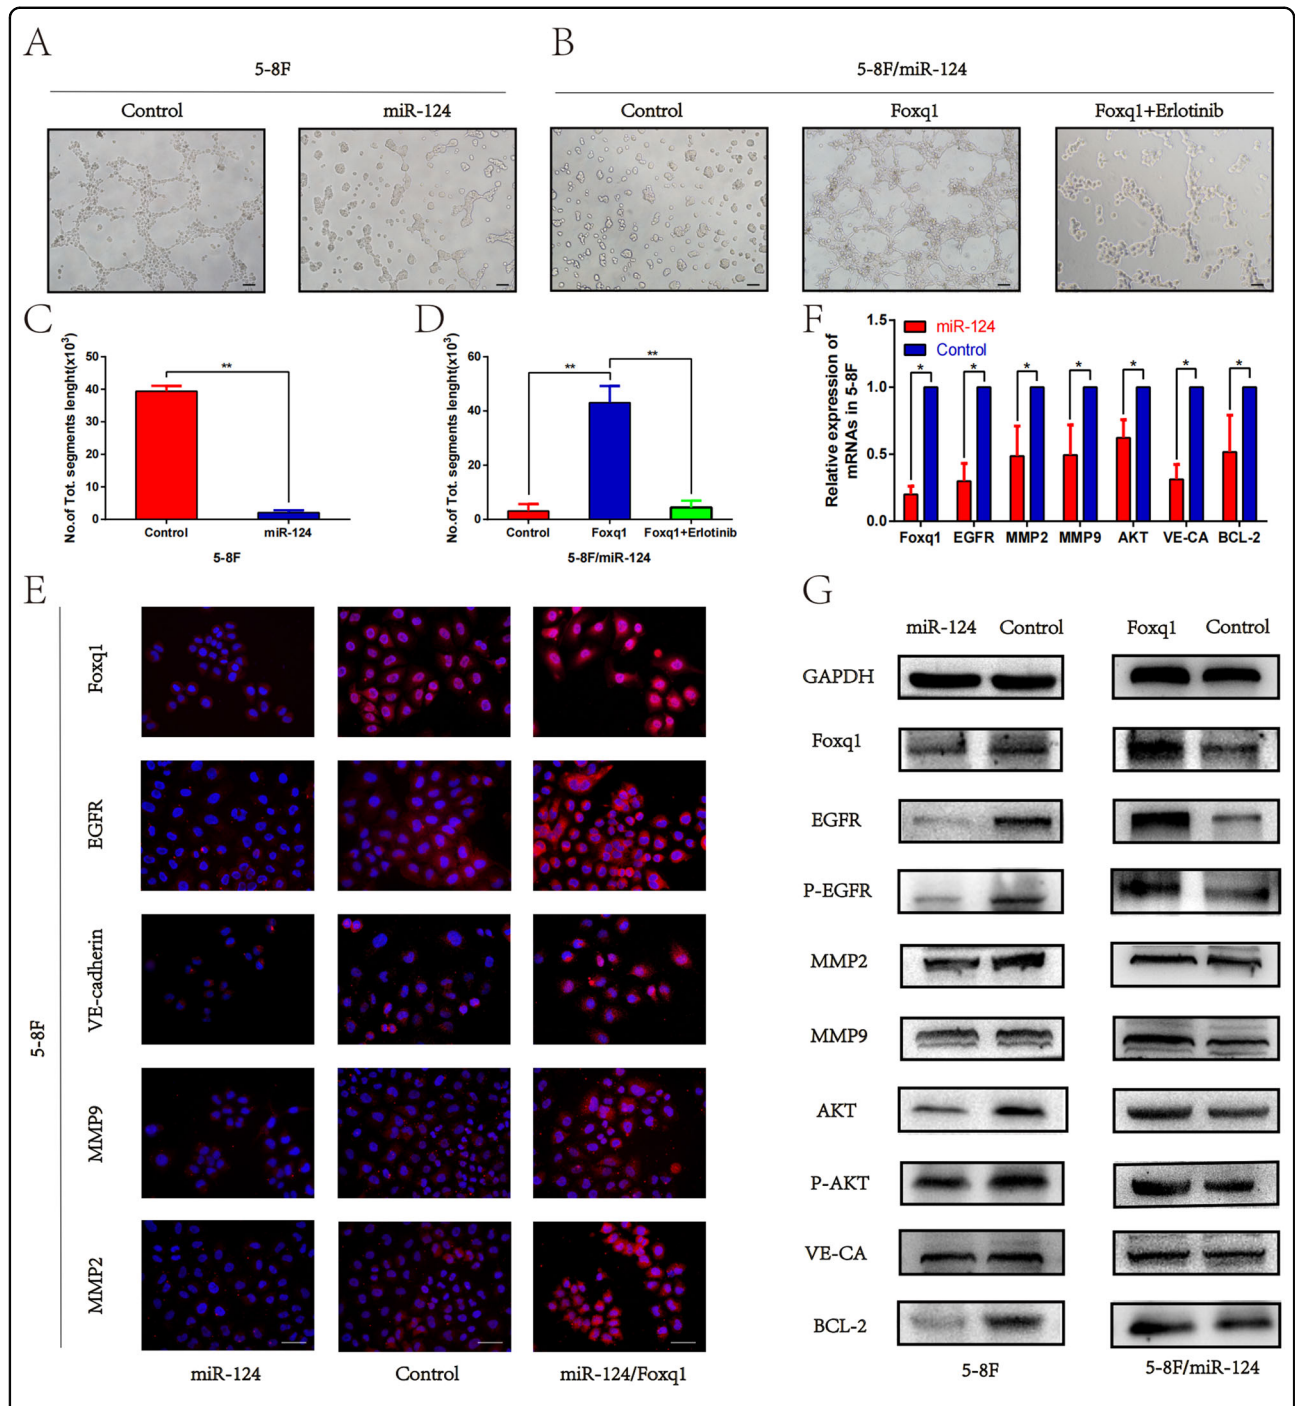 A
5-8F
Control
miR-124
B
5-8F/miR-124
Control
Foxq1
Foxq1+Erlotinib
C
No.of Tot. segments lenght(x10³)
50
40
30
20
10
0
**
Control
miR-124
5-8F
D
No.of Tot. segments lenght(x10³)
60
40
20
0
**
**
Control
Foxq1
Foxq1+Erlotinib
5-8F/miR-124
F
miR-124
Control
Relative expression of
mRNAs in 5-8F
1.5
1.0
0.5
0.0
*
*
*
*
*
*
*
Foxq1
EGFR
MMP2
MMP9
AKT
VE-CA
BCL-2
E
5-8F
Foxq1
EGFR
VE-cadherin
MMP9
MMP2
miR-124
Control
miR-124/Foxq1
G
miR-124
Control
Foxq1
Control
GAPDH
Foxq1
EGFR
P-EGFR
MMP2
MMP9
AKT
P-AKT
VE-CA
BCL-2
5-8F
5-8F/miR-124